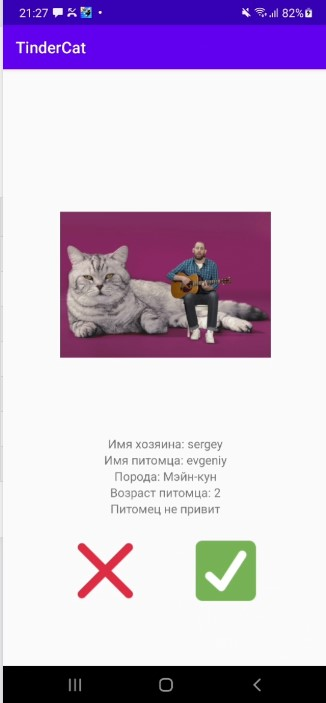 21:27
82%
TinderCat
Имя хозяина: sergey
Имя питомца: evgeniy
Порода: Мэйн-кун
Возраст питомца: 2
Питомец не привит